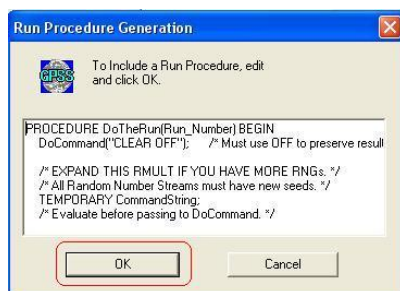 Run Procedure Generation
GPSS
To Include a Run Procedure, edit
and click OK.
PROCEDURE DoTheRun(Run_Number) BEGIN
DoCommand("CLEAR OFF"); /* Must use OFF to preserve result
/* EXPAND THIS RMULT IF YOU HAVE MORE RNGs. */
/* All Random Number Streams must have new seeds. */
TEMPORARY CommandString;
/* Evaluate before passing to DoCommand. */
OK
Cancel